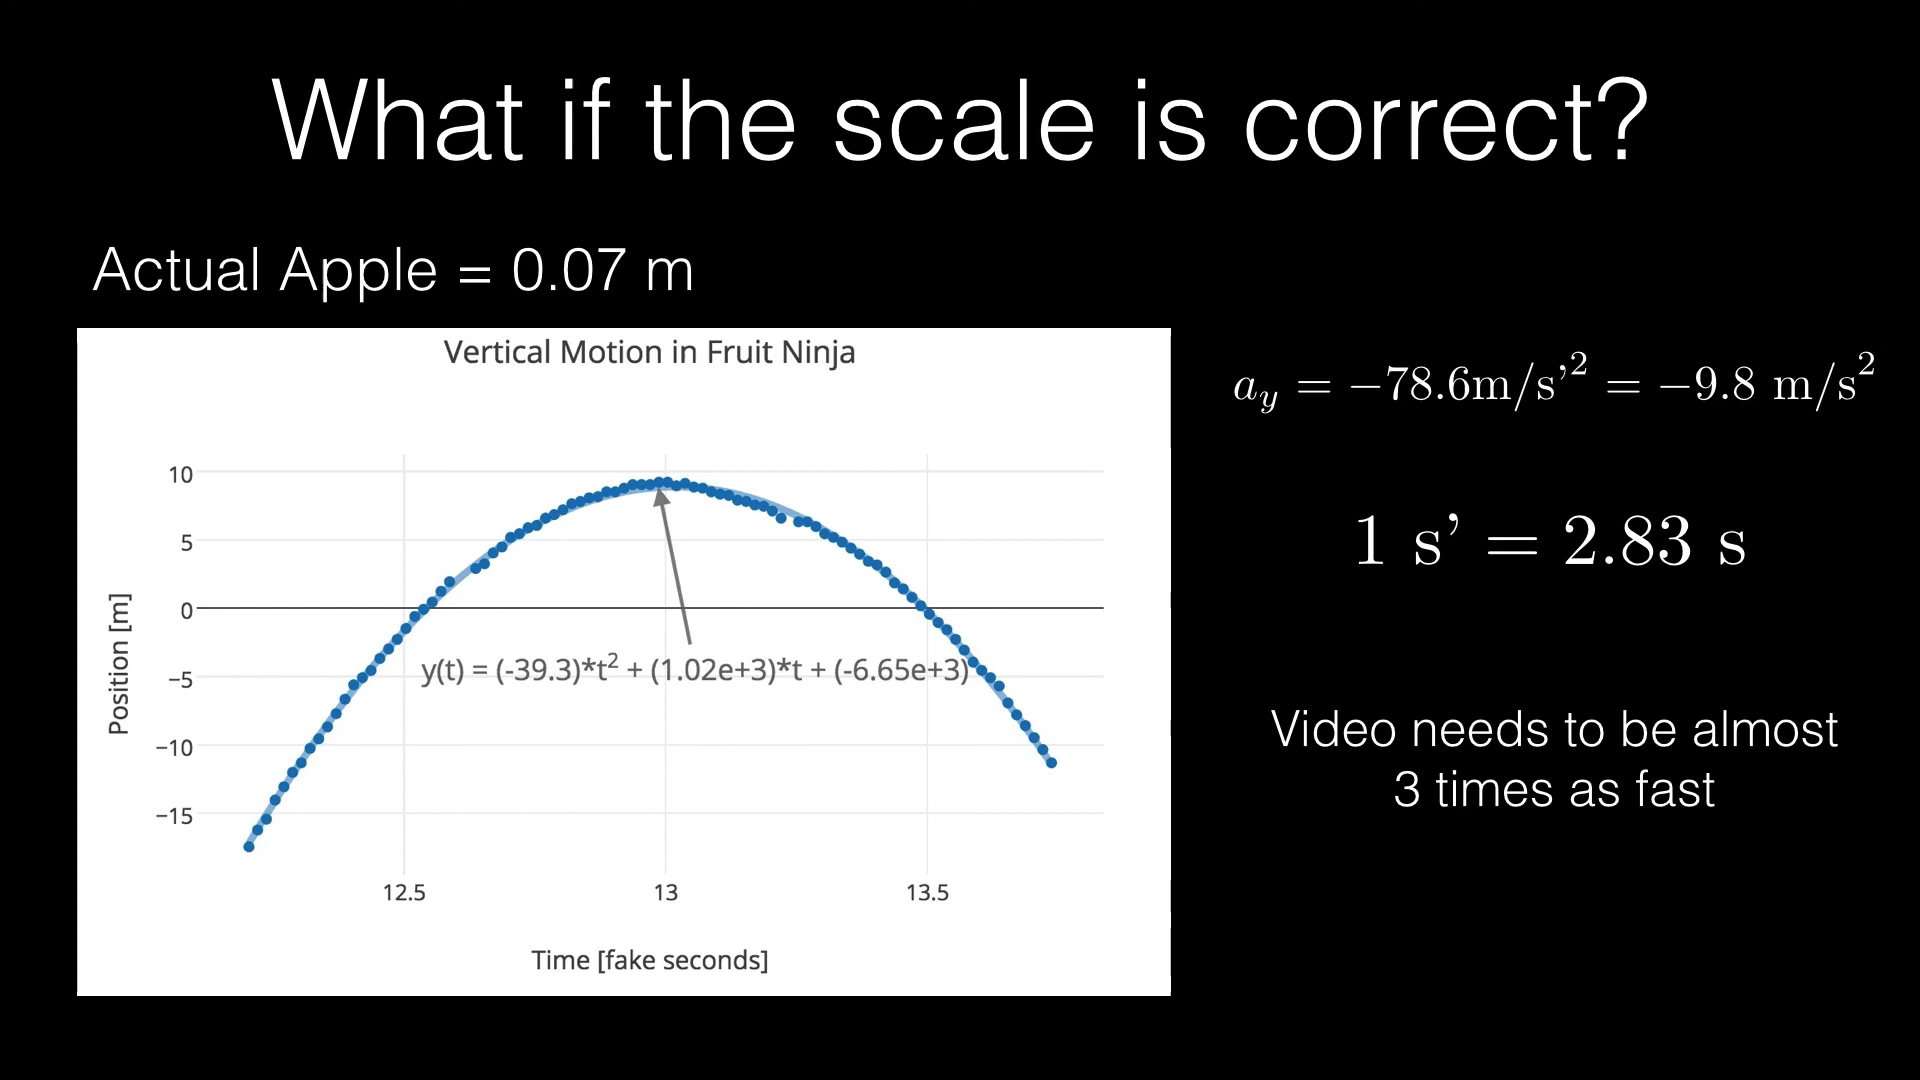 What if the scale is correct?
Actual Apple = 0.07 m
Vertical Motion in Fruit Ninja
10
5
0
−5
−10
−15
Position [m]
y(t) = (-39.3)*t² + (1.02e+3)*t + (-6.65e+3)
12.5 13 13.5
Time [fake seconds]
a_y = −78.6m/s’² = −9.8 m/s²
1 s’ = 2.83 s
Video needs to be almost
3 times as fast